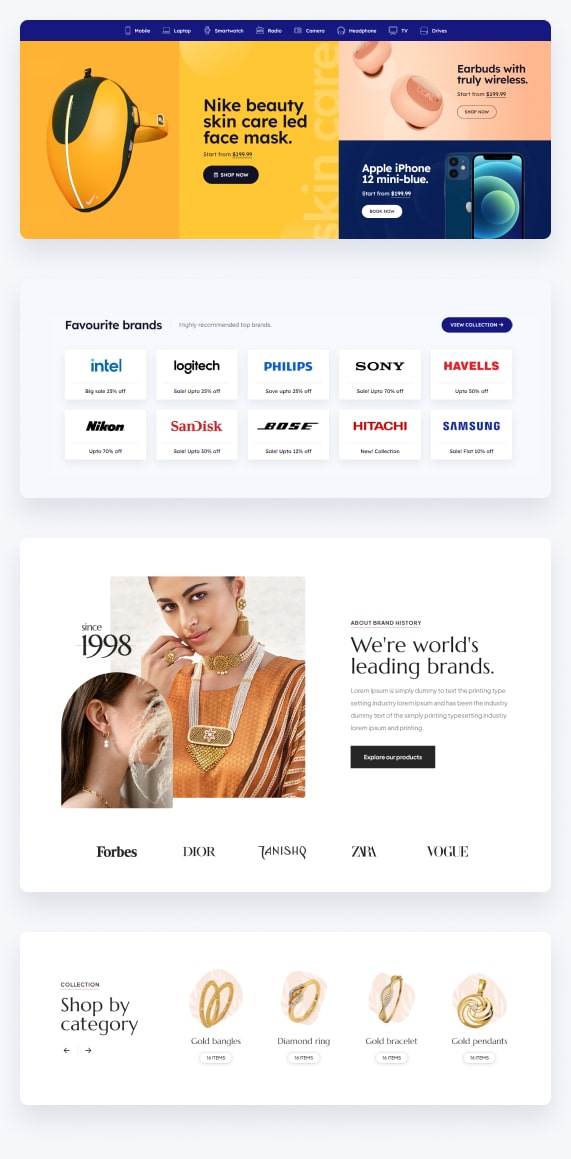 Mobile Laptop Smartwatch Radio Camera Headphone TV Drives
Nike beauty
skin care led
face mask.
Start from $199.99
SHOP NOW
skin care
Earbuds with
truly wireless.
Start from $199.99
SHOP NOW
Apple iPhone
12 mini-blue.
Start from $199.99
BOOK NOW
Favourite brands
Highly recommended top brands.
VIEW COLLECTION →
intel
Big sale 25% off
logitech
Sale! Upto 25% off
PHILIPS
Save upto 25% off
SONY
Sale! Upto 70% off
HAVELLS
Upto 50% off
Nikon
Upto 70% off
SanDisk
Sale! Upto 30% off
BOSE
Sale! Upto 12% off
HITACHI
New! Collection
SAMSUNG
Sale! Flat 10% off
since
1998
ABOUT BRAND HISTORY
We're world's
leading brands.
Lorem ipsum is simply dummy to text the printing type
setting industry lorem ipsum and has been the industry
dummy text of the simply printing typesetting industry
lorem ipsum and printing.
Explore our products
Forbes DIOR TANISHQ ZARA VOGUE
COLLECTION
Shop by
category
← →
Gold bangles
16 ITEMS
Diamond ring
16 ITEMS
Gold bracelet
16 ITEMS
Gold pendants
16 ITEMS